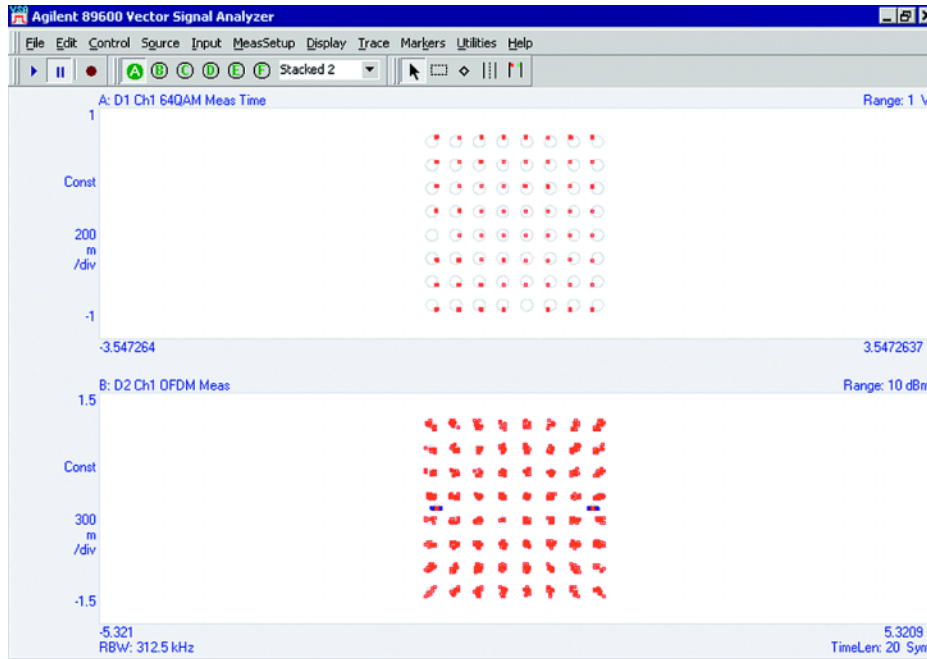 VSA Agilent 89600 Vector Signal Analyzer
File Edit Control Source Input MeasSetup Display Trace Markers Utilities Help
A B C D E F Stacked 2
A: D1 Ch1 64QAM Meas Time Range: 1 V
1
Const
200
m
/div
-1
-3.547264 3.5472637
B: D2 Ch1 OFDM Meas Range: 10 dBm
1.5
Const
300
m
/div
-1.5
-5.321 5.3209
RBW: 312.5 kHz TimeLen: 20 Sym